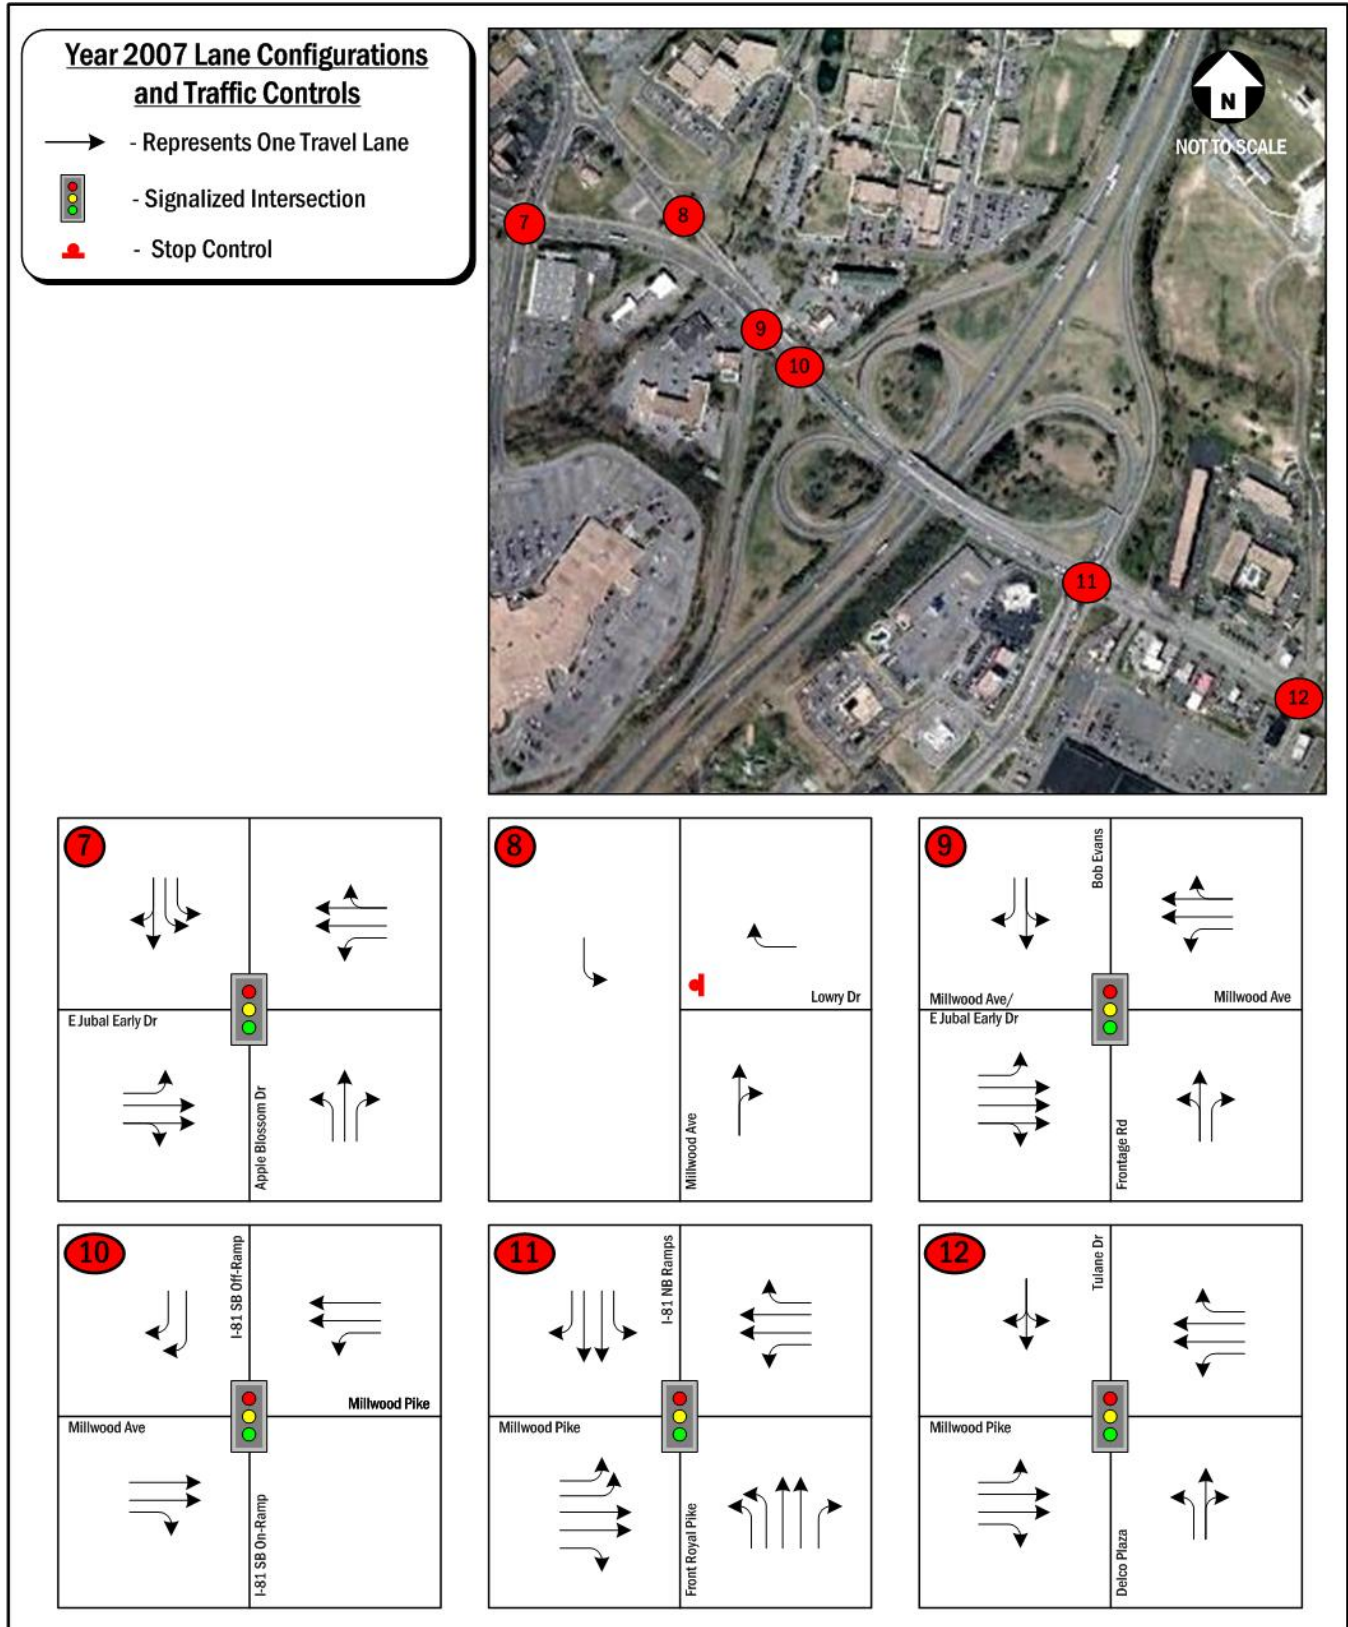 Year 2007 Lane Configurations
and Traffic Controls
- Represents One Travel Lane
- Signalized Intersection
- Stop Control
N
NOT TO SCALE
7
8
9
10
11
12
7
E Jubal Early Dr
Apple Blossom Dr
8
Lowry Dr
Millwood Ave
9
Bob Evans
Millwood Ave/
E Jubal Early Dr
Millwood Ave
Frontage Rd
10
I-81 SB Off-Ramp
Millwood Pike
Millwood Ave
I-81 SB On-Ramp
11
I-81 NB Ramps
Millwood Pike
Front Royal Pike
12
Tulane Dr
Millwood Pike
Delco Plaza